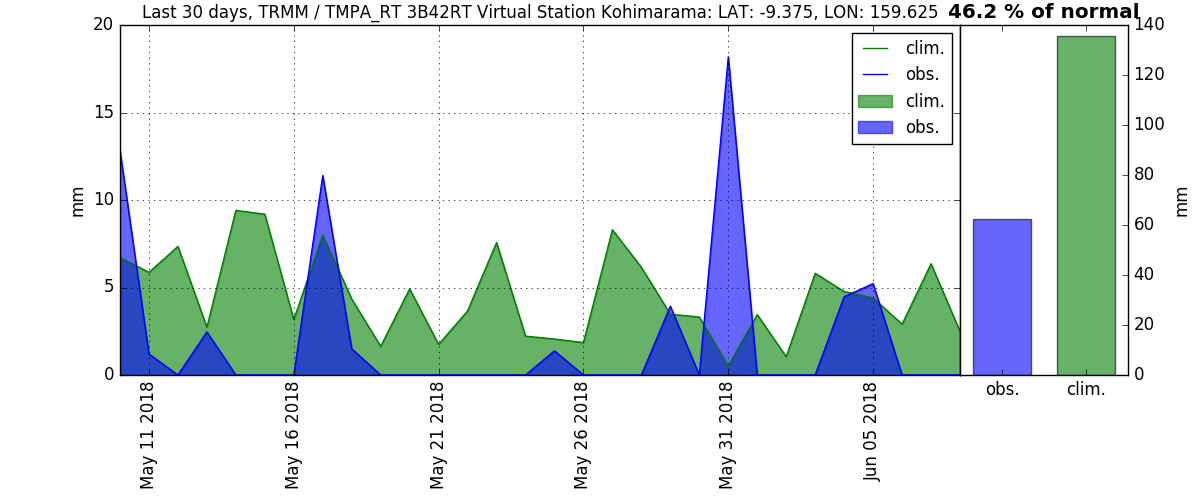 Last 30 days, TRMM / TMPA_RT 3B42RT Virtual Station Kohimarama: LAT: -9.375, LON: 159.625
46.2 % of normal
20
15
10
5
0
mm
clim.
obs.
clim.
obs.
May 11 2018
May 16 2018
May 21 2018
May 26 2018
May 31 2018
Jun 05 2018
140
120
100
80
60
40
20
0
mm
obs.
clim.